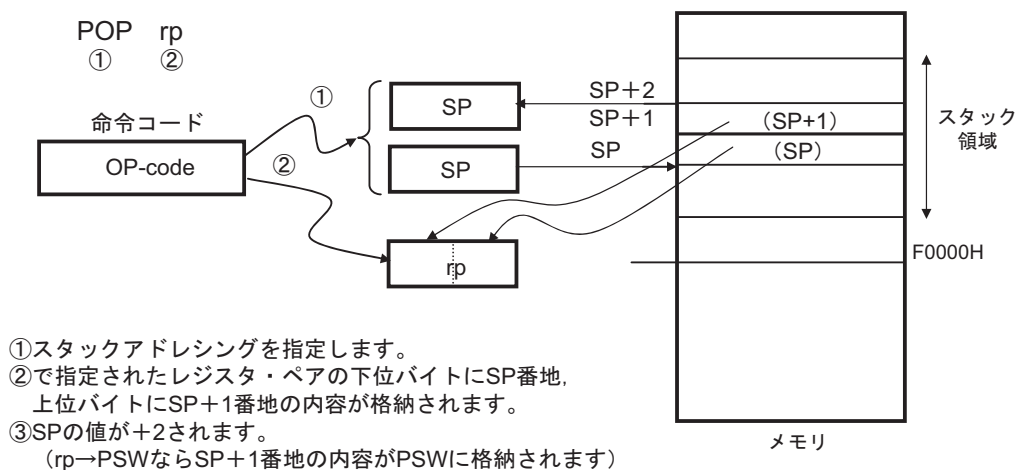 POP rp
① ②
命令コード
OP-code
①
②
SP
SP
rp
SP＋2
SP＋1
SP
（SP+1）
（SP）
スタック
領域
F0000H
メモリ
①スタックアドレシングを指定します。
②で指定されたレジスタ・ペアの下位バイトにSP番地,
上位バイトにSP＋1番地の内容が格納されます。
③SPの値が＋2されます。
（rp→PSWならSP＋1番地の内容がPSWに格納されます）